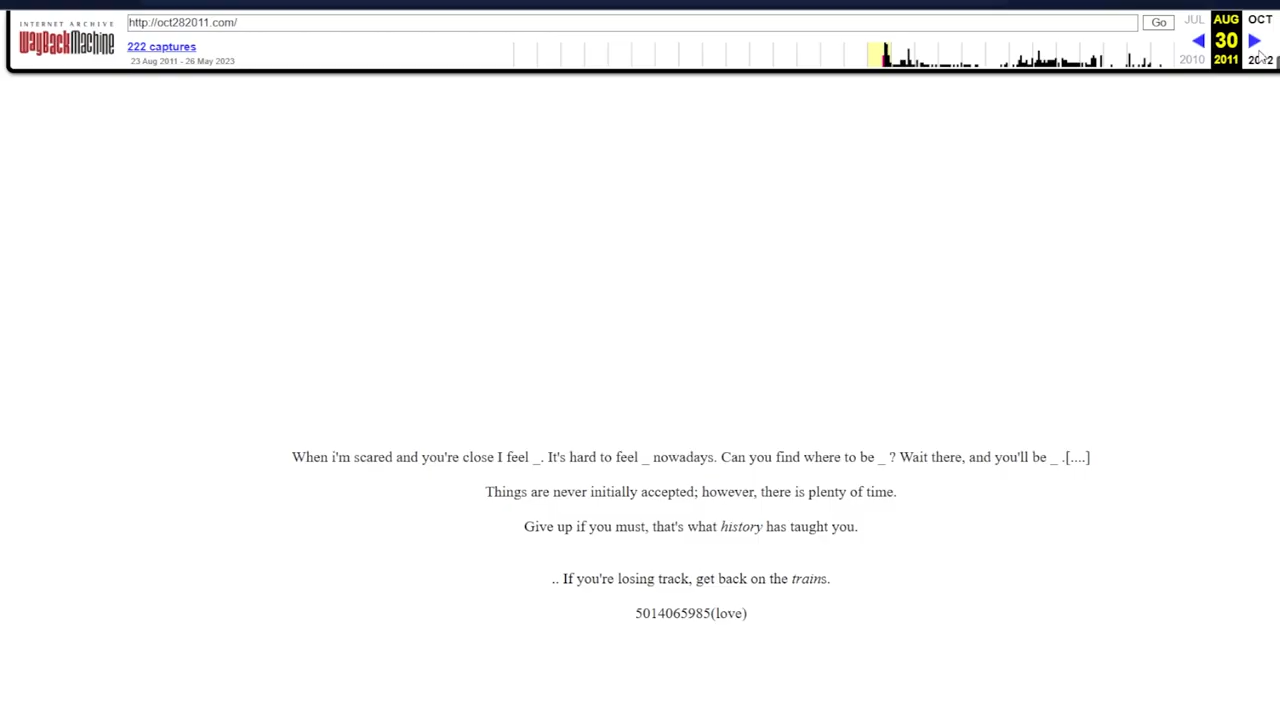 INTERNET ARCHIVE
WayBackMachine
http://oct282011.com/
Go
JUL AUG OCT
222 captures
30
23 Aug 2011 - 26 May 2023
2010 2011 2012
When i'm scared and you're close I feel _. It's hard to feel _ nowadays. Can you find where to be _ ? Wait there, and you'll be _ .[....]
Things are never initially accepted; however, there is plenty of time.
Give up if you must, that's what history has taught you.
.. If you're losing track, get back on the trains.
5014065985(love)